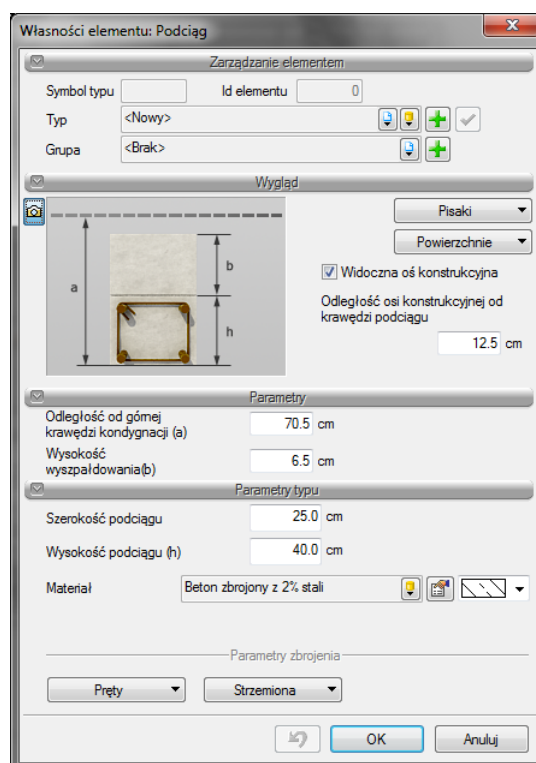 Własności elementu: Podciąg
Zarządzanie elementem
Symbol typu Id elementu 0
Typ <Nowy>
Grupa <Brak>
Wygląd
a b h
Pisaki
Powierzchnie
Widoczna oś konstrukcyjna
Odległość osi konstrukcyjnej od
krawędzi podciągu
12.5 cm
Parametry
Odległość od górnej
krawędzi kondygnacji (a) 70.5 cm
Wysokość
wyszpałdowania(b) 6.5 cm
Parametry typu
Szerokość podciągu 25.0 cm
Wysokość podciągu (h) 40.0 cm
Materiał Beton zbrojony z 2% stali
Parametry zbrojenia
Pręty Strzemiona
OK Anuluj